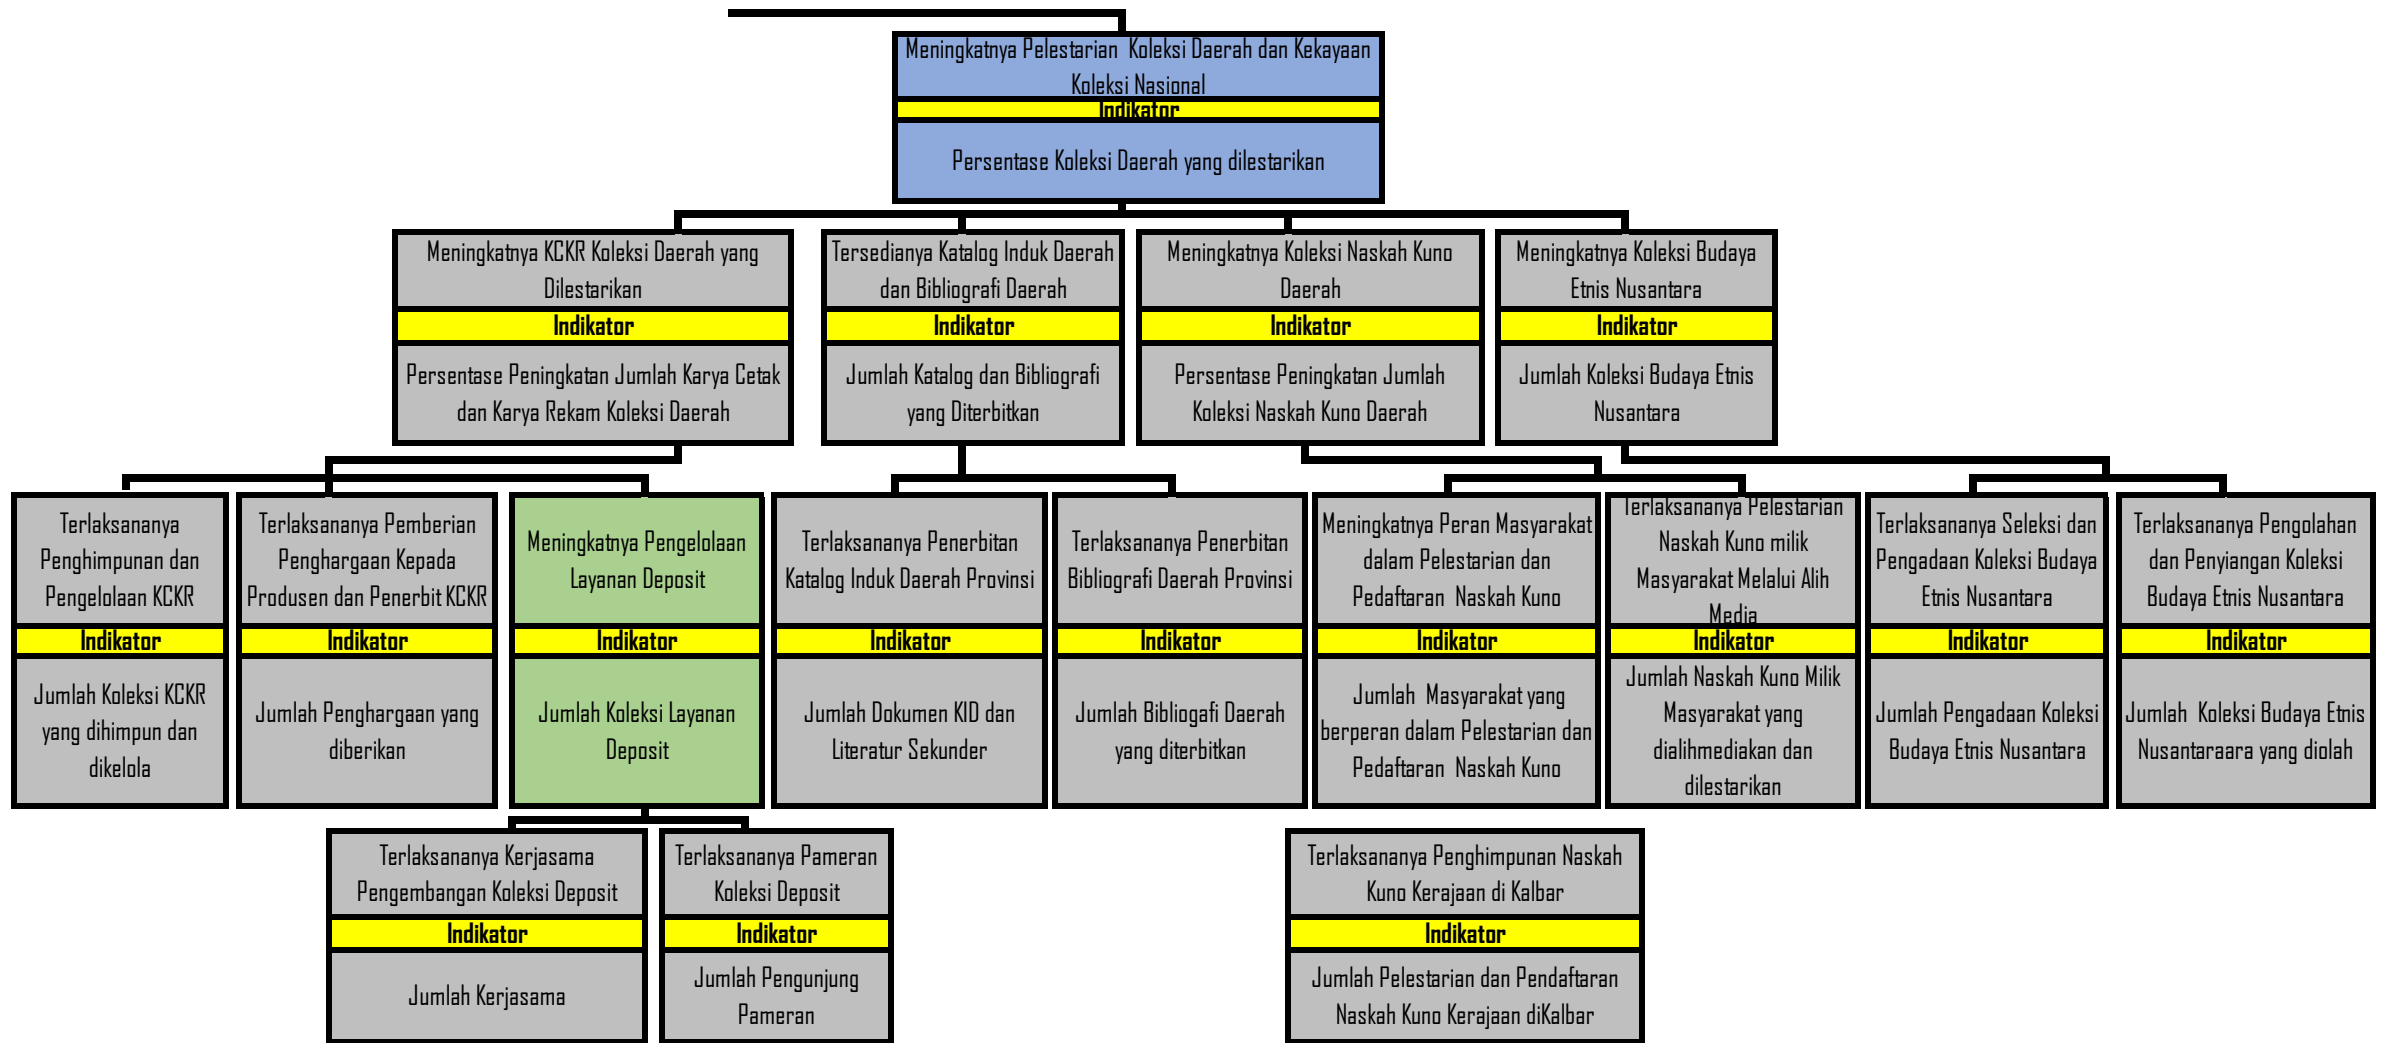 Meningkatnya Pelestarian  Koleksi Daerah dan Kekayaan
Koleksi Nasional
Indikator
Persentase Koleksi Daerah yang dilestarikan
Meningkatnya KCKR Koleksi Daerah yang
Dilestarikan
Indikator
Persentase Peningkatan Jumlah Karya Cetak
dan Karya Rekam Koleksi Daerah
Tersedianya Katalog Induk Daerah
dan Bibliografi Daerah
Indikator
Jumlah Katalog dan Bibliografi
yang Diterbitkan
Meningkatnya Koleksi Naskah Kuno
Daerah
Indikator
Persentase Peningkatan Jumlah
Koleksi Naskah Kuno Daerah
Meningkatnya Koleksi Budaya
Etnis Nusantara
Indikator
Jumlah Koleksi Budaya Etnis
Nusantara
Terlaksananya
Penghimpunan dan
Pengelolaan KCKR
Indikator
Jumlah Koleksi KCKR
yang dihimpun dan
dikelola
Terlaksananya Pemberian
Penghargaan Kepada
Produsen dan Penerbit KCKR
Indikator
Jumlah Penghargaan yang
diberikan
Meningkatnya Pengelolaan
Layanan Deposit
Indikator
Jumlah Koleksi Layanan
Deposit
Terlaksananya Penerbitan
Katalog Induk Daerah Provinsi
Indikator
Jumlah Dokumen KID dan
Literatur Sekunder
Terlaksananya Penerbitan
Bibliografi Daerah Provinsi
Indikator
Jumlah Bibliogafi Daerah
yang diterbitkan
Meningkatnya Peran Masyarakat
dalam Pelestarian dan
Pedaftaran  Naskah Kuno
Indikator
Jumlah  Masyarakat yang
berperan dalam Pelestarian dan
Pedaftaran  Naskah Kuno
Terlaksananya Pelestarian
Naskah Kuno milik
Masyarakat Melalui Alih
Media
Indikator
Jumlah Naskah Kuno Milik
Masyarakat yang
dialihmediakan dan
dilestarikan
Terlaksananya Seleksi dan
Pengadaan Koleksi Budaya
Etnis Nusantara
Indikator
Jumlah Pengadaan Koleksi
Budaya Etnis Nusantara
Terlaksananya Pengolahan
dan Penyiangan Koleksi
Budaya Etnis Nusantara
Indikator
Jumlah  Koleksi Budaya Etnis
Nusantaraara yang diolah
Terlaksananya Kerjasama
Pengembangan Koleksi Deposit
Indikator
Jumlah Kerjasama
Terlaksananya Pameran
Koleksi Deposit
Indikator
Jumlah Pengunjung
Pameran
Terlaksananya Penghimpunan Naskah
Kuno Kerajaan di Kalbar
Indikator
Jumlah Pelestarian dan Pendaftaran
Naskah Kuno Kerajaan diKalbar